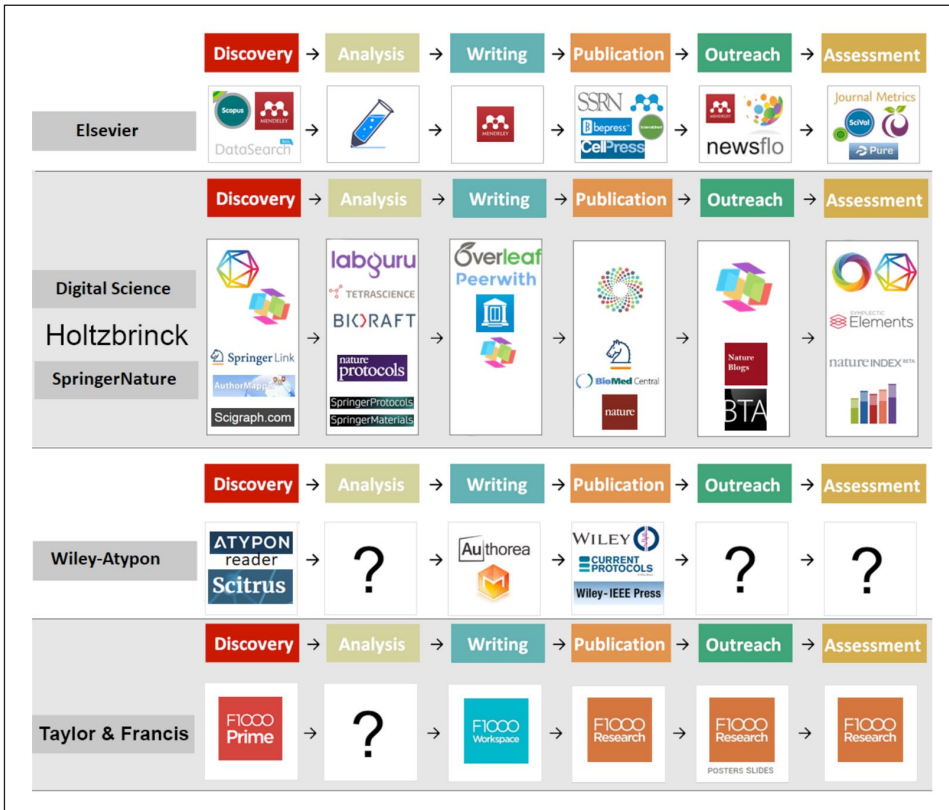 Discovery → Analysis → Writing → Publication → Outreach → Assessment
Elsevier
Scopus
MENDELEY
DataSearch
MENDELEY
SSRN
bepress
CellPress
MENDELEY
newsflo
Journal Metrics
SciVal
Pure
Discovery → Analysis → Writing → Publication → Outreach → Assessment
Digital Science
Holtzbrinck
SpringerNature
Springer Link
AuthorMapp
Scigraph.com
labguru
TETRASCIENCE
BIORAFT
nature
protocols
SpringerProtocols
SpringerMaterials
Overleaf
Peerwith
BioMed Central
nature
Nature
Blogs
BTA
SYMPLECTIC
Elements
nature INDEX BETA
Discovery → Analysis → Writing → Publication → Outreach → Assessment
Wiley-Atypon
ATYPON
reader
Scitrus
?
Authorea
WILEY
CURRENT
PROTOCOLS
Wiley-IEEE Press
?
?
Discovery → Analysis → Writing → Publication → Outreach → Assessment
Taylor & Francis
F1000
Prime
?
F1000
Workspace
F1000
Research
F1000
Research
POSTERS SLIDES
F1000
Research